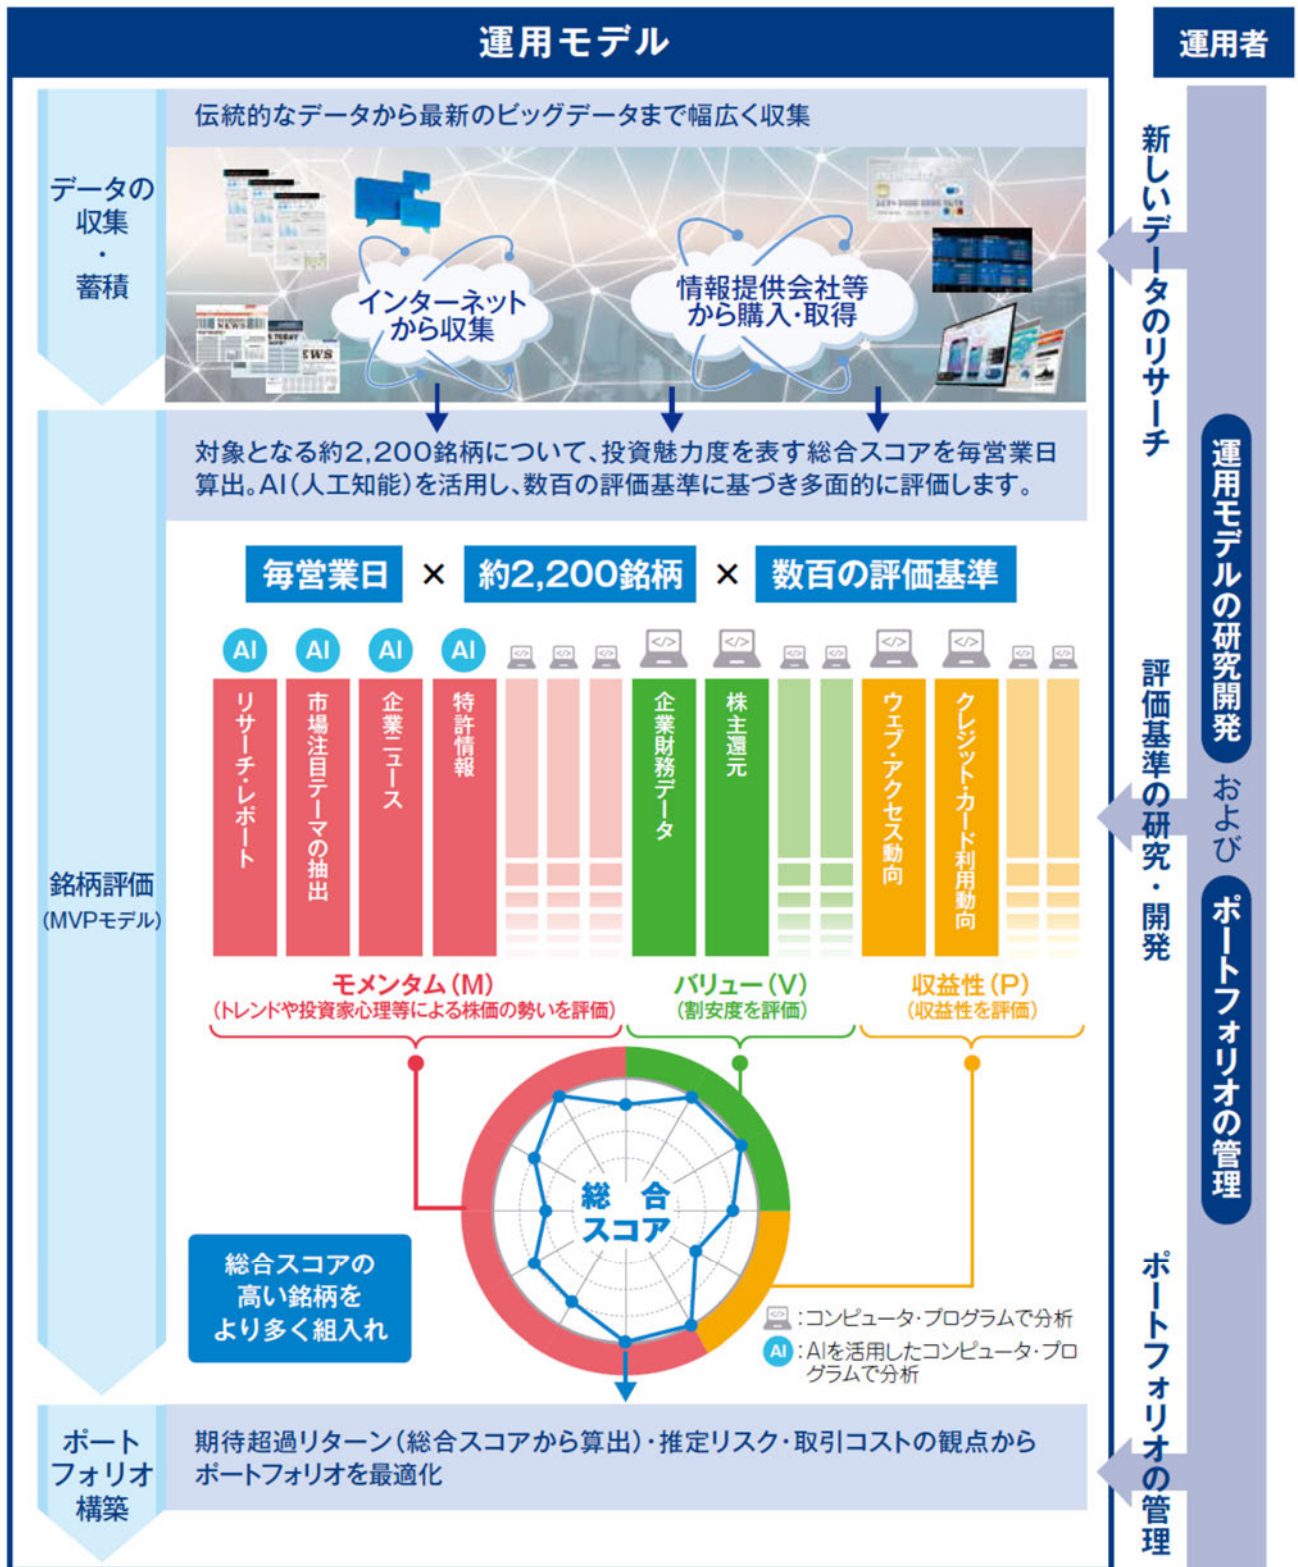 運用モデル
運用者
データの
収集
・
蓄積
伝統的なデータから最新のビッグデータまで幅広く収集
NEWS
TODAY
EWS
インターネット
から収集
情報提供会社等
から購入・取得
新しいデータのリサーチ
銘柄評価
(MVPモデル)
対象となる約2,200銘柄について、投資魅力度を表す総合スコアを毎営業日
算出。AI(人工知能)を活用し、数百の評価基準に基づき多面的に評価します。
毎営業日 × 約2,200銘柄 × 数百の評価基準
AI AI AI AI
リサーチ・レポート
市場注目テーマの抽出
企業ニュース
特許情報
企業財務データ
株主還元
ウェブ・アクセス動向
クレジット・カード利用動向
モメンタム(M)
(トレンドや投資家心理等による株価の勢いを評価)
バリュー(V)
(割安度を評価)
収益性(P)
(収益性を評価)
評価基準の研究・開発
総合
スコア
総合スコアの
高い銘柄を
より多く組入れ
</>:コンピュータ・プログラムで分析
AI:AIを活用したコンピュータ・プロ
グラムで分析
ポート
フォリオ
構築
期待超過リターン(総合スコアから算出)・推定リスク・取引コストの観点から
ポートフォリオを最適化
ポートフォリオの管理
運用モデルの研究開発
および
ポートフォリオの管理